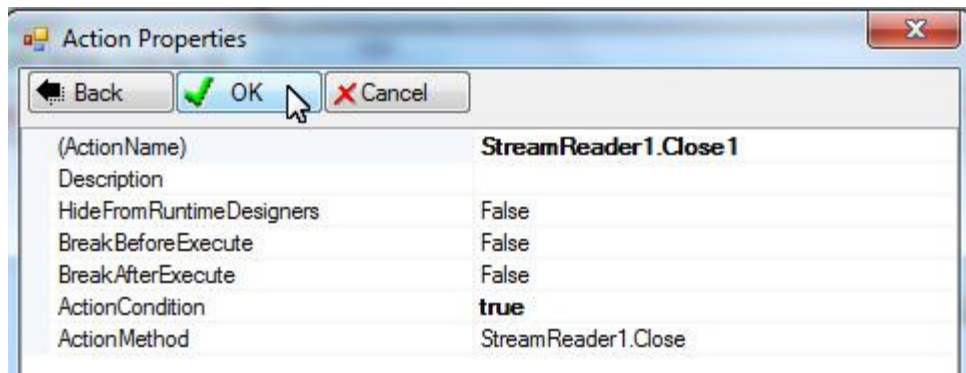 Action Properties
Back OK Cancel
(ActionName) StreamReader1.Close1
Description
HideFromRuntimeDesigners False
BreakBeforeExecute False
BreakAfterExecute False
ActionCondition true
ActionMethod StreamReader1.Close